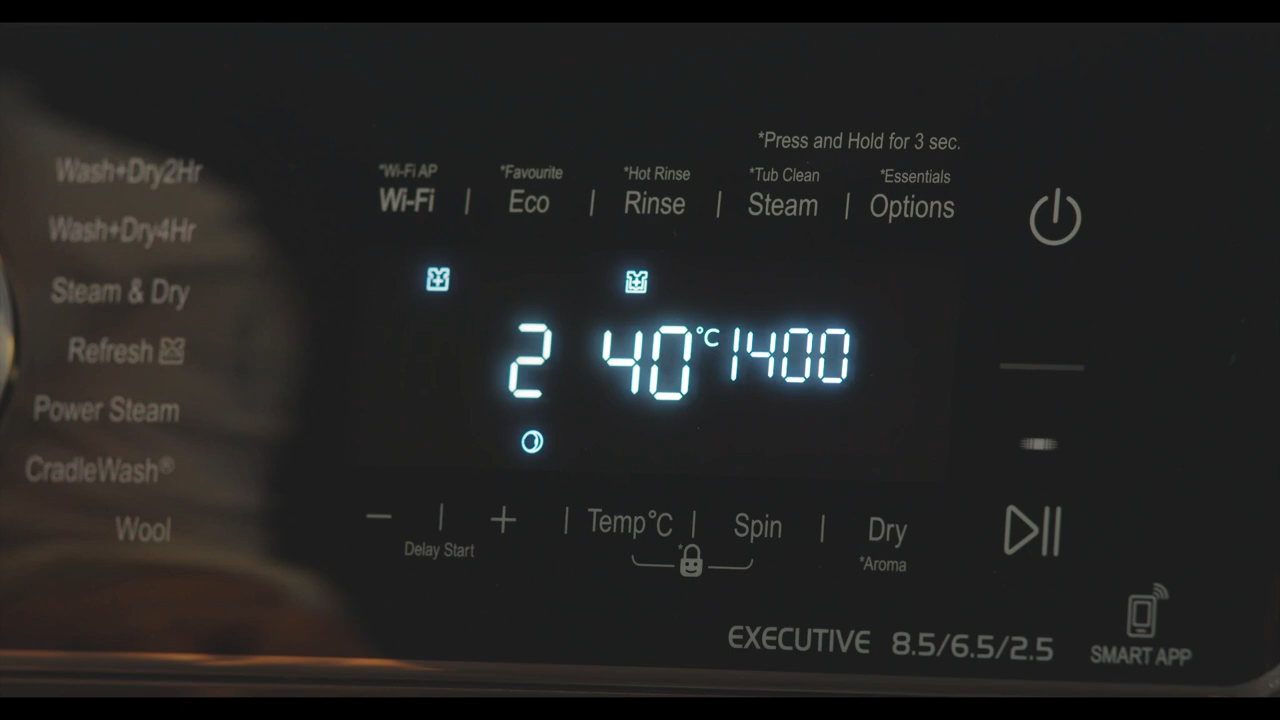 *Press and Hold for 3 sec.
*Wi-Fi AP *Favourite *Hot Rinse *Tub Clean *Essentials
Wi-Fi | Eco | Rinse | Steam | Options
Wash+Dry2Hr
Wash+Dry4Hr
Steam & Dry
Refresh
Power Steam
CradleWash®
Wool
2 40°C 1400
− | + | Temp°C | Spin | Dry
Delay Start
*Aroma
EXECUTIVE 8.5/6.5/2.5
SMART APP